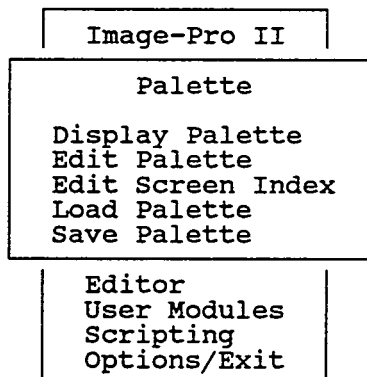 Image-Pro II
Palette
Display Palette
Edit Palette
Edit Screen Index
Load Palette
Save Palette
Editor
User Modules
Scripting
Options/Exit